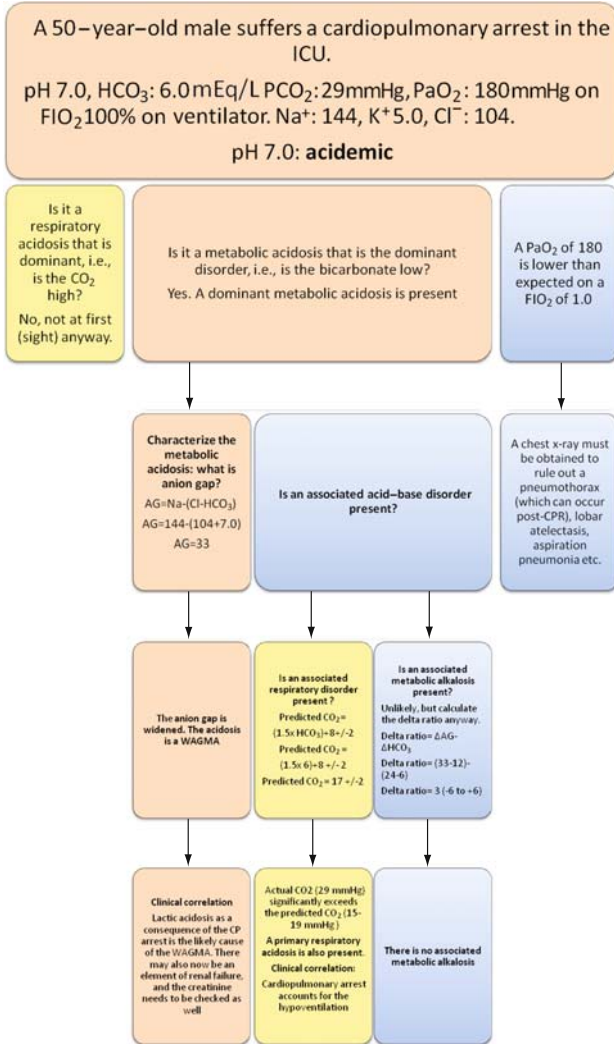 A 50-year-old male suffers a cardiopulmonary arrest in the
ICU.
pH 7.0, HCO₃: 6.0mEq/L PCO₂: 29mmHg, PaO₂ : 180mmHg on
FIO₂100% on ventilator. Na⁺: 144, K⁺5.0, Cl⁻: 104.
pH 7.0: acidemic
Is it a
respiratory
acidosis that is
dominant, i.e.,
is the CO₂
high?
No, not at first
(sight) anyway.
Is it a metabolic acidosis that is the dominant
disorder, i.e., is the bicarbonate low?
Yes. A dominant metabolic acidosis is present
A PaO₂ of 180
is lower than
expected on a
FIO₂ of 1.0
Characterize the
metabolic
acidosis: what is
anion gap?
AG=Na-(Cl-HCO₃)
AG=144-(104+7.0)
AG=33
Is an associated acid-base disorder
present?
A chest x-ray must
be obtained to
rule out a
pneumothorax
(which can occur
post-CPR), lobar
atelectasis,
aspiration
pneumonia etc.
The anion gap is
widened. The acidosis
is a WAGMA
Is an associated
respiratory disorder
present ?
Predicted CO₂=
(1.5x HCO₃)+8+/-2
Predicted CO₂ =
(1.5x 6)+8 +/- 2
Predicted CO₂ = 17 +/-2
Is an associated
metabolic alkalosis
present?
Unlikely, but calculate
the delta ratio anyway.
Delta ratio= ΔAG-
ΔHCO₃
Delta ratio= (33-12)-
(24-6)
Delta ratio= 3 (-6 to +6)
Clinical correlation
Lactic acidosis as a
consequence of the CP
arrest is the likely cause
of the WAGMA. There
may also now be an
element of renal failure,
and the creatinine
needs to be checked as
well
Actual CO2 (29 mmHg)
significantly exceeds
the predicted CO₂ (15-
19 mmHg )
A primary respiratory
acidosis is also present.
Clinical correlation:
Cardiopulmonary arrest
accounts for the
hypoventilation
There is no associated
metabolic alkalosis